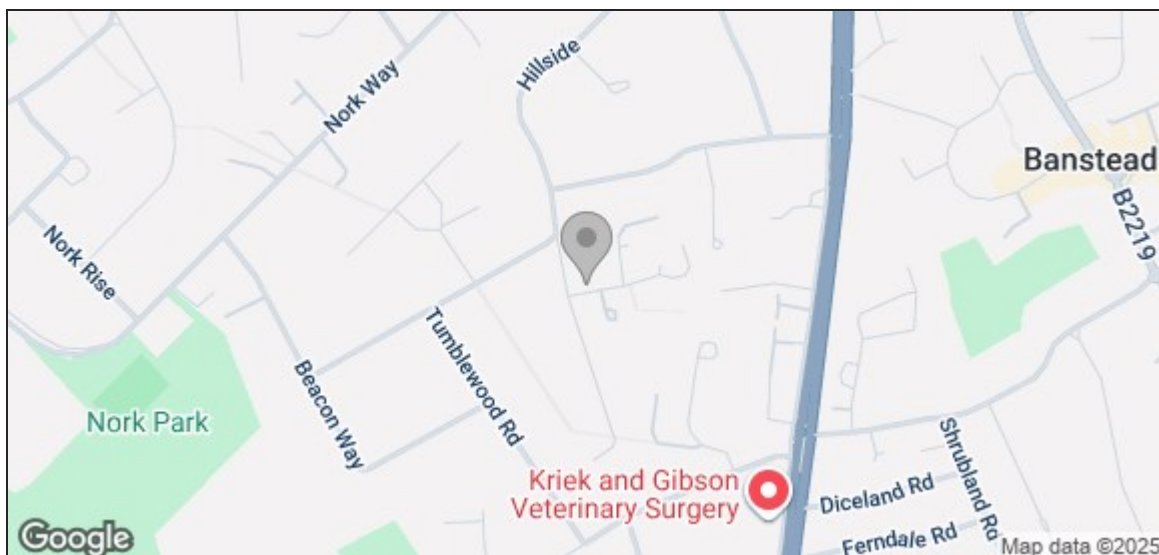 Hillside
Nork Way
Banstead
B2219
Nork Rise
Tumblewood Rd
Beacon Way
Nork Park
Kriek and Gibson
Veterinary Surgery
Shrubland Rd
Diceland Rd
Ferndale Rd
Google
Map data ©2025